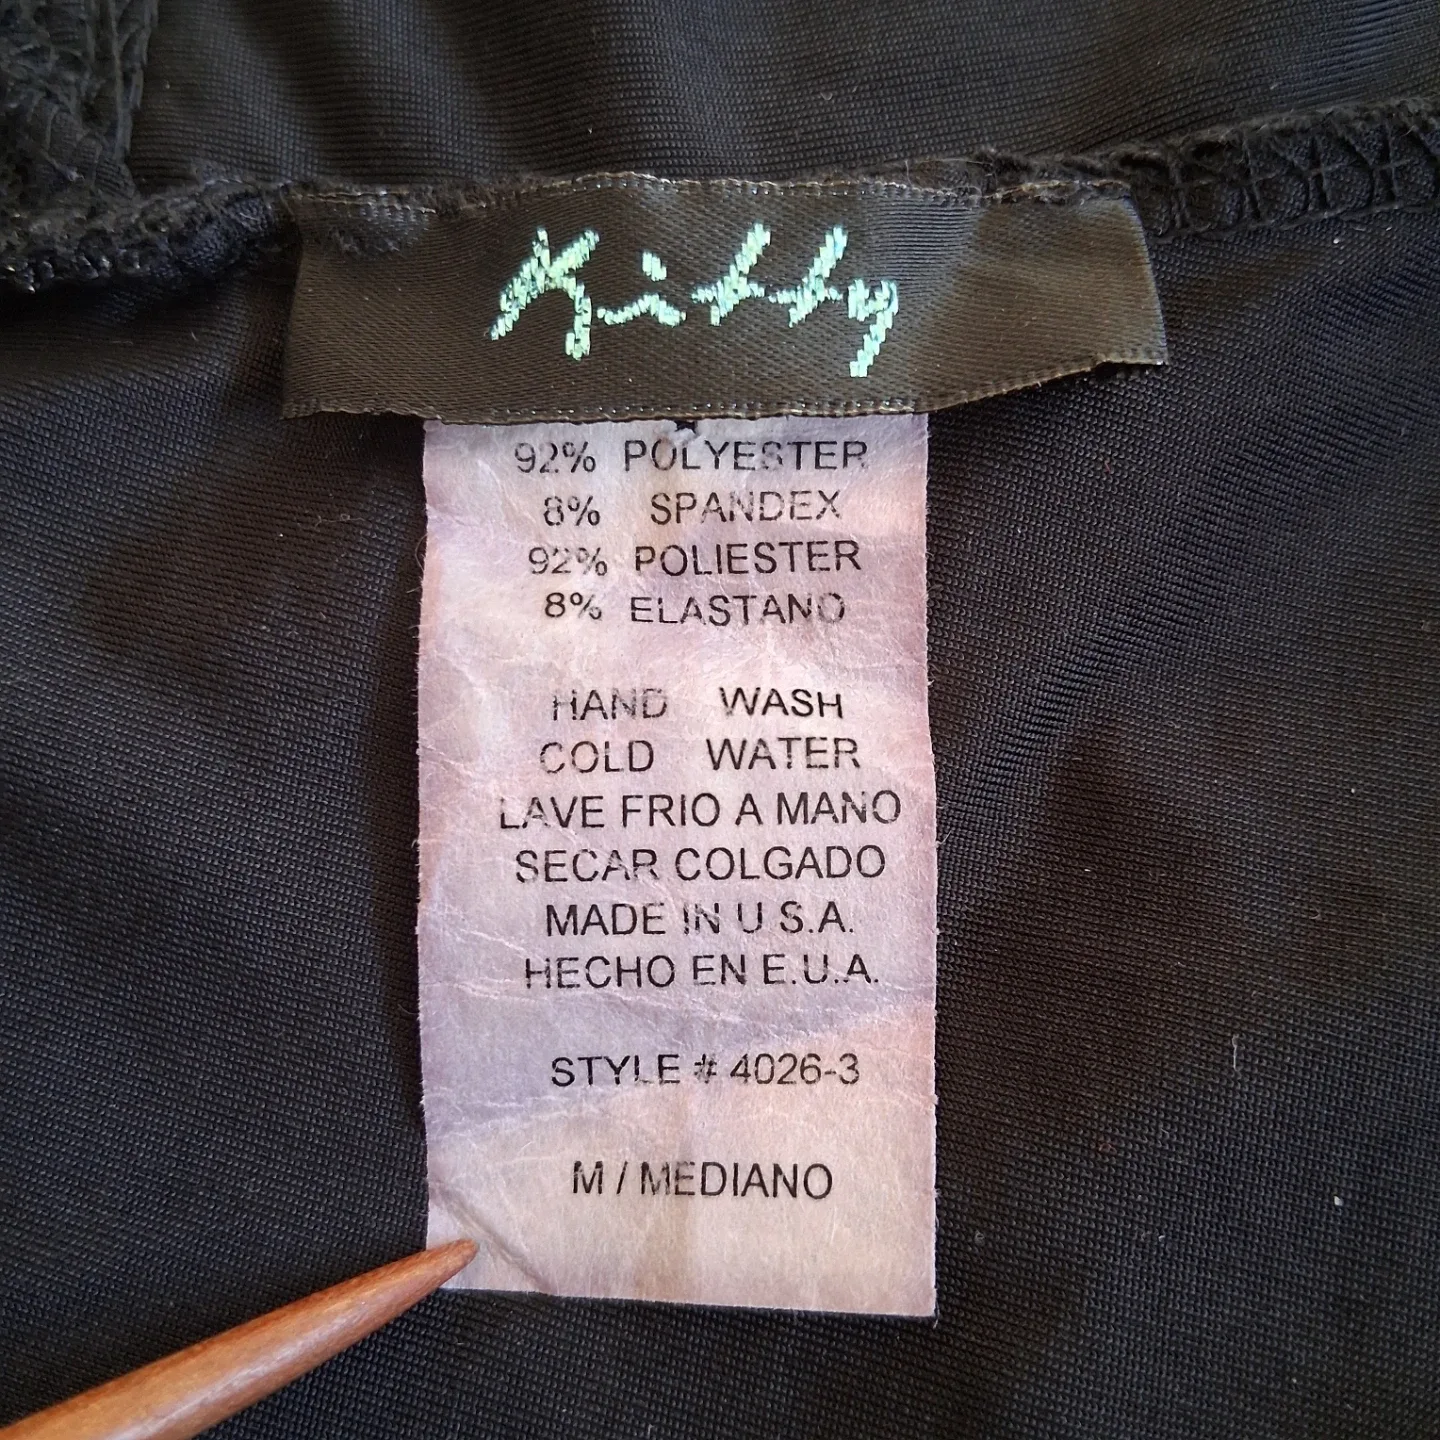 Kitty
92% POLYESTER
8% SPANDEX
92% POLIESTER
8% ELASTANO
HAND WASH
COLD WATER
LAVE FRIO A MANO
SECAR COLGADO
MADE IN U S.A.
HECHO EN E.U.A.
STYLE # 4026-3
M / MEDIANO